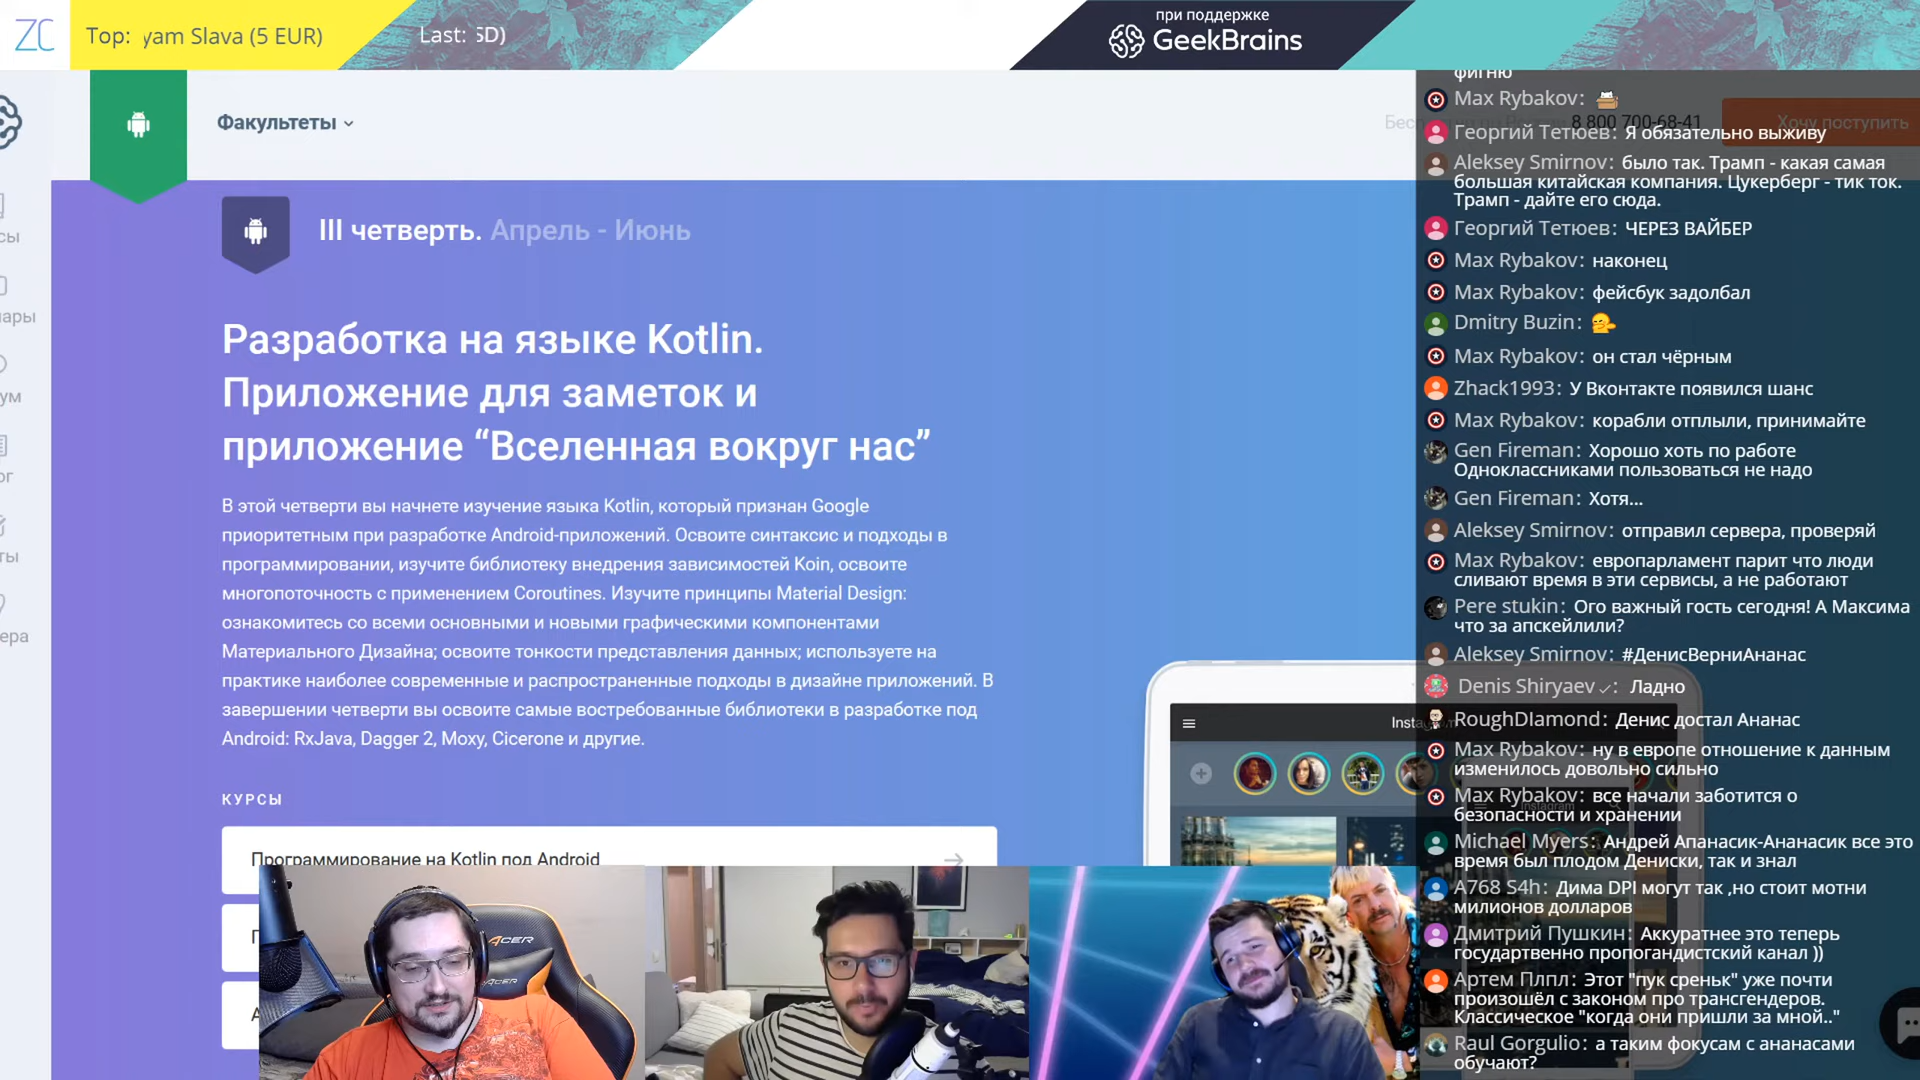 ZC
Top: yam Slava (5 EUR)
Last: SD)
при поддержке
GeekBrains
Факультеты
8 800 700-68-41
Хочу поступить
III четверть. Апрель - Июнь
Разработка на языке Kotlin.
Приложение для заметок и
приложение “Вселенная вокруг нас”
В этой четверти вы начнете изучение языка Kotlin, который признан Google
приоритетным при разработке Android-приложений. Освоите синтаксис и подходы в
программировании, изучите библиотеку внедрения зависимостей Koin, освоите
многопоточность с применением Coroutines. Изучите принципы Material Design:
ознакомитесь со всеми основными и новыми графическими компонентами
Материального Дизайна; освоите тонкости представления данных; используете на
практике наиболее современные и распространенные подходы в дизайне приложений. В
завершении четверти вы освоите самые востребованные библиотеки в разработке под
Android: RxJava, Dagger 2, Moxy, Cicerone и другие.
КУРСЫ
Программирование на Kotlin под Android
ACER
ACER
фигню
Max Rybakov:
Георгий Тетюев: Я обязательно выживу
Aleksey Smirnov: было так. Трамп - какая самая
большая китайская компания. Цукерберг - тик ток.
Трамп - дайте его сюда.
Георгий Тетюев: ЧЕРЕЗ ВАЙБЕР
Max Rybakov: наконец
Max Rybakov: фейсбук задолбал
Dmitry Buzin:
Max Rybakov: он стал чёрным
Zhack1993: У Вконтакте появился шанс
Max Rybakov: корабли отплыли, принимайте
Gen Fireman: Хорошо хоть по работе
Одноклассниками пользоваться не надо
Gen Fireman: Хотя...
Aleksey Smirnov: отправил сервера, проверяй
Max Rybakov: европарламент парит что люди
сливают время в эти сервисы, а не работают
Pere stukin: Ого важный гость сегодня! А Максима
что за апскейлили?
Aleksey Smirnov: #ДенисВерниАнанас
Denis Shiryaev: Ладно
RoughDIamond: Денис достал Ананас
Max Rybakov: ну в европе отношение к данным
изменилось довольно сильно
Max Rybakov: все начали заботится о
безопасности и хранении
Michael Myers: Андрей Апанасик-Ананасик все это
время был плодом Дениски, так и знал
A768 S4h: Дима DPI могут так ,но стоит мотни
милионов долларов
Дмитрий Пушкин: Аккуратнее это теперь
государтвенно пропогандистский канал ))
Артем Плпл: Этот "пук среньк" уже почти
произошёл с законом про трансгендеров.
Классическое "когда они пришли за мной.."
Raul Gorgulio: а таким фокусам с ананасами
обучают?